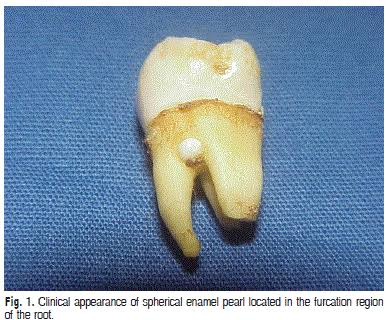 Fig. 1. Clinical appearance of spherical enamel pearl located in the furcation region
of the root.